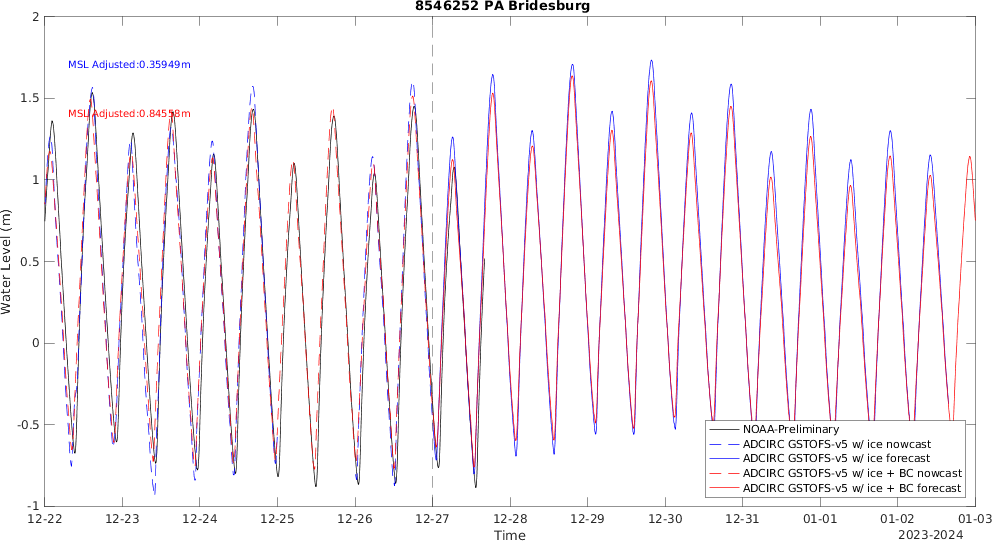 8546252 PA Bridesburg
2
1.5
1
0.5
0
-0.5
-1
Water Level (m)
MSL Adjusted:0.35949m
MSL Adjusted:0.84558m
NOAA-Preliminary
ADCIRC GSTOFS-v5 w/ ice nowcast
ADCIRC GSTOFS-v5 w/ ice forecast
ADCIRC GSTOFS-v5 w/ ice + BC nowcast
ADCIRC GSTOFS-v5 w/ ice + BC forecast
12-22 12-23 12-24 12-25 12-26 12-27 12-28 12-29 12-30 12-31 01-01 01-02 01-03
Time
2023-2024